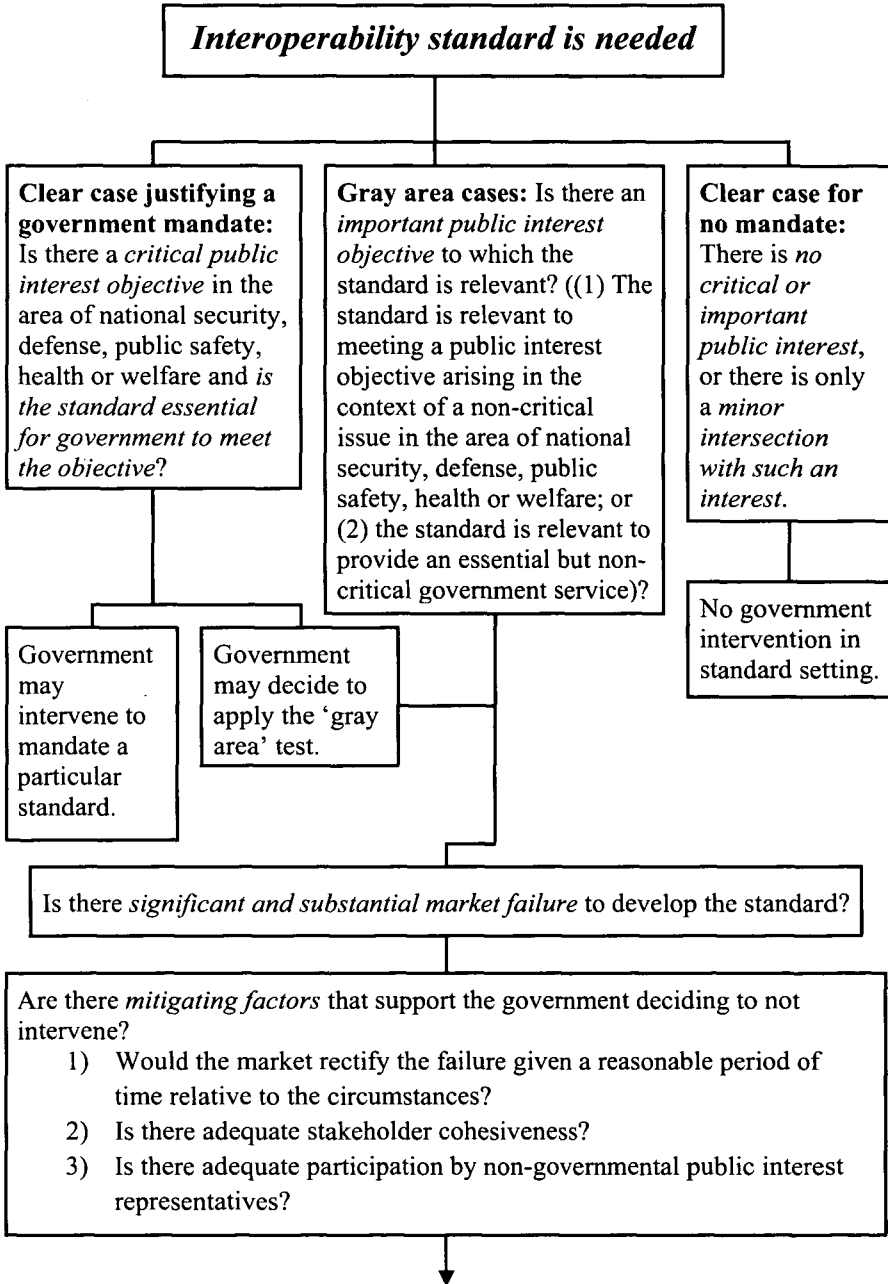 Interoperability standard is needed
Clear case justifying a
government mandate:
Is there a critical public
interest objective in the
area of national security,
defense, public safety,
health or welfare and is
the standard essential
for government to meet
the objective?
Gray area cases: Is there an
important public interest
objective to which the
standard is relevant? ((1) The
standard is relevant to
meeting a public interest
objective arising in the
context of a non-critical
issue in the area of national
security, defense, public
safety, health or welfare; or
(2) the standard is relevant to
provide an essential but non-
critical government service)?
Clear case for
no mandate:
There is no
critical or
important
public interest,
or there is only
a minor
intersection
with such an
interest.
Government
may
intervene to
mandate a
particular
standard.
Government
may decide to
apply the ‘gray
area’ test.
No government
intervention in
standard setting.
Is there significant and substantial market failure to develop the standard?
Are there mitigating factors that support the government deciding to not
intervene?
1) Would the market rectify the failure given a reasonable period of
time relative to the circumstances?
2) Is there adequate stakeholder cohesiveness?
3) Is there adequate participation by non-governmental public interest
representatives?